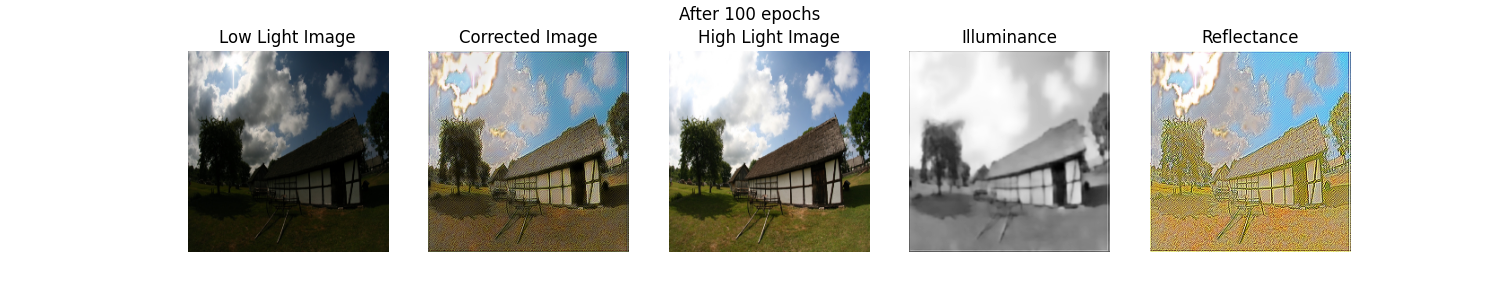 After 100 epochs
Low Light Image
Corrected Image
High Light Image
Illuminance
Reflectance